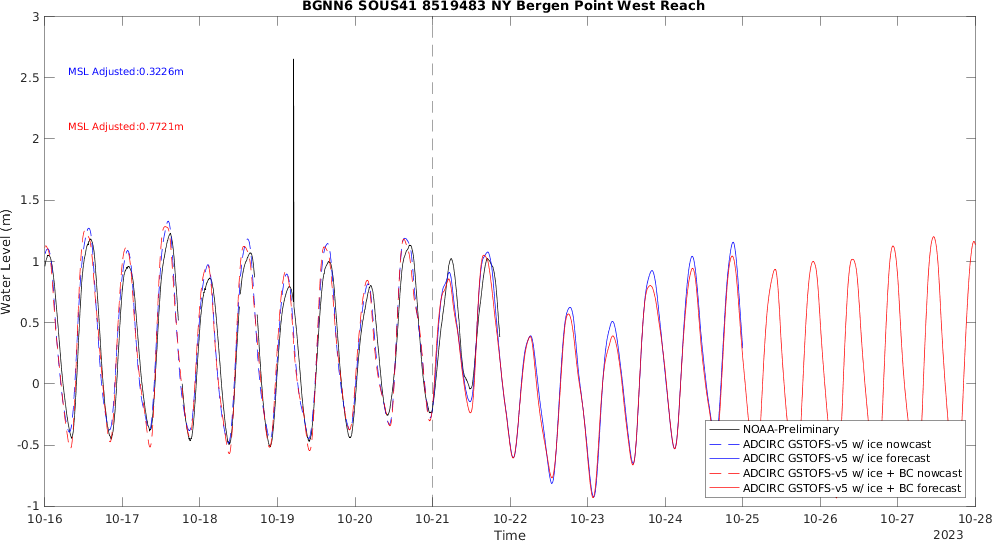 BGNN6 SOUS41 8519483 NY Bergen Point West Reach
3
2.5
2
1.5
1
0.5
0
-0.5
-1
Water Level (m)
MSL Adjusted:0.3226m
MSL Adjusted:0.7721m
NOAA-Preliminary
ADCIRC GSTOFS-v5 w/ ice nowcast
ADCIRC GSTOFS-v5 w/ ice forecast
ADCIRC GSTOFS-v5 w/ ice + BC nowcast
ADCIRC GSTOFS-v5 w/ ice + BC forecast
10-16 10-17 10-18 10-19 10-20 10-21 10-22 10-23 10-24 10-25 10-26 10-27 10-28
Time
2023